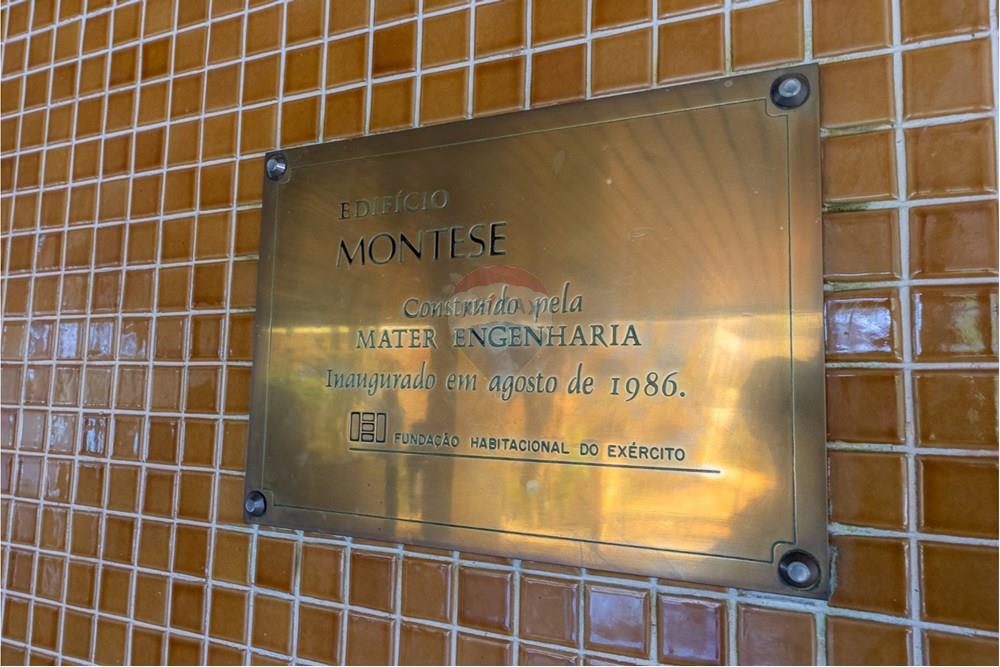 EDIFÍCIO
MONTESE
Construído pela
MATER ENGENHARIA
Inaugurado em agosto de 1986.
FUNDAÇÃO HABITACIONAL DO EXÉRCITO